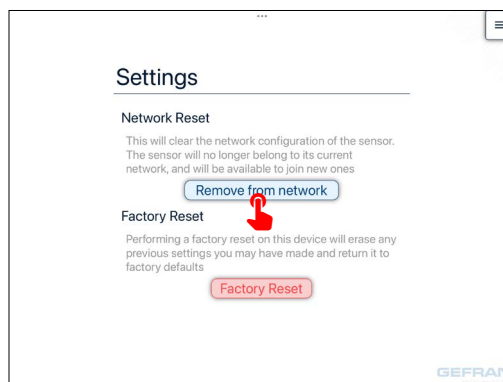 Settings
Network Reset
This will clear the network configuration of the sensor.
The sensor will no longer belong to its current
network, and will be available to join new ones
Remove from network
Factory Reset
Performing a factory reset on this device will erase any
previous settings you may have made and return it to
factory defaults
Factory Reset
GEFRAN